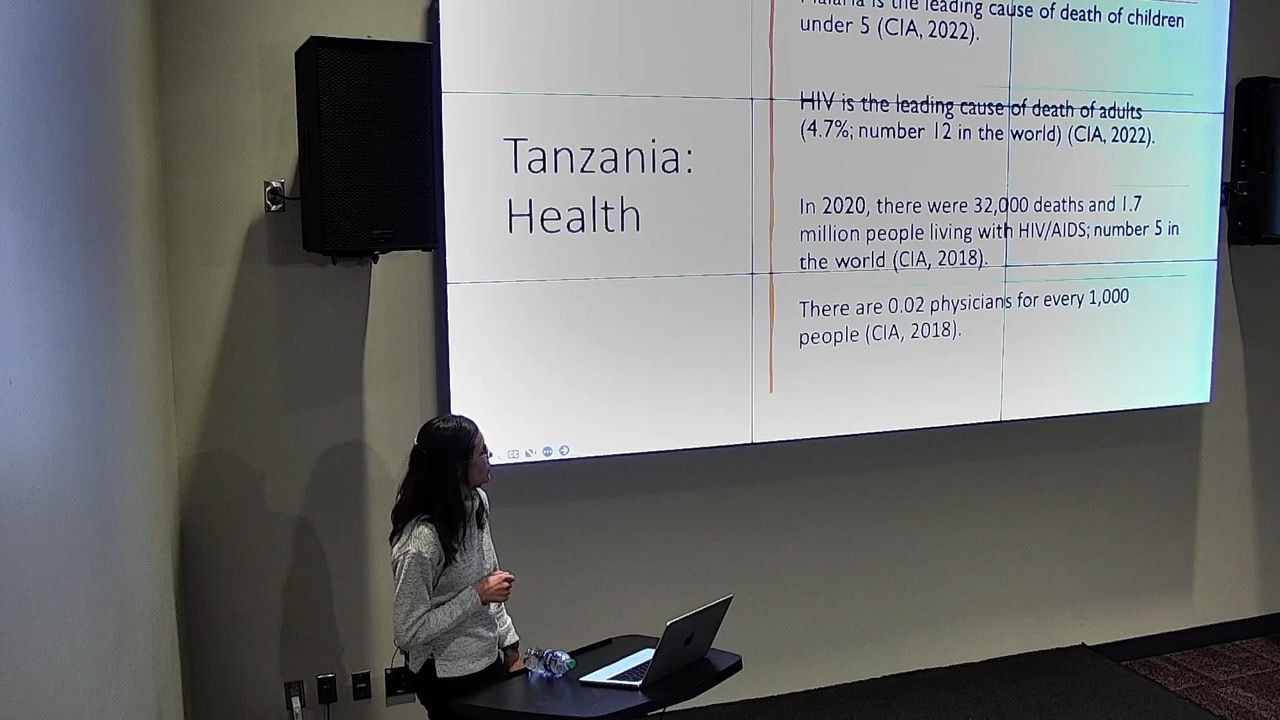 Tanzania:
Health
Malaria is the leading cause of death of children
under 5 (CIA, 2022).
HIV is the leading cause of death of adults
(4.7%; number 12 in the world) (CIA, 2022).
In 2020, there were 32,000 deaths and 1.7
million people living with HIV/AIDS; number 5 in
the world (CIA, 2018).
There are 0.02 physicians for every 1,000
people (CIA, 2018).